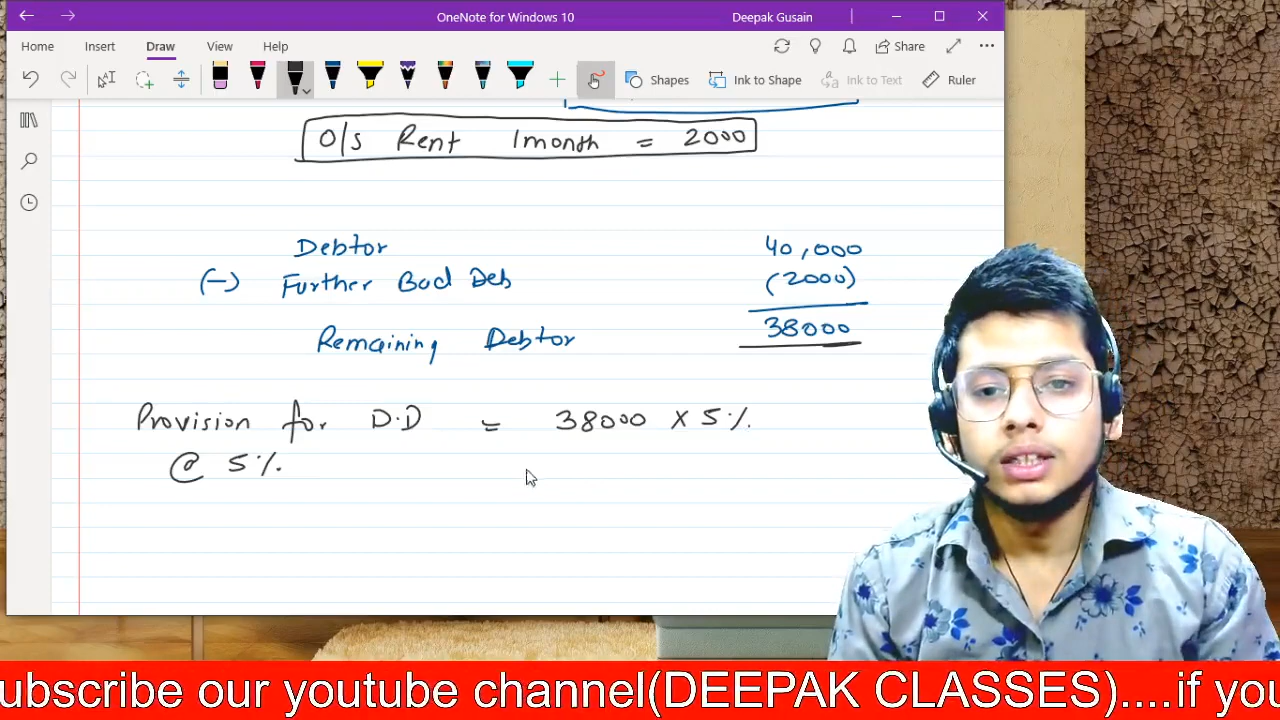 OneNote for Windows 10
Deepak Gusain
Home Insert Draw View Help
Share
Shapes Ink to Shape Ink to Text Ruler
O/s Rent 1month = 2000
Debtor 40,000
(-) Further Bad Deb (2000)
Remaining Debtor 38000
Provision for D.D = 38000 X 5%.
@ 5%.
ubscribe our youtube channel(DEEPAK CLASSES)....if you